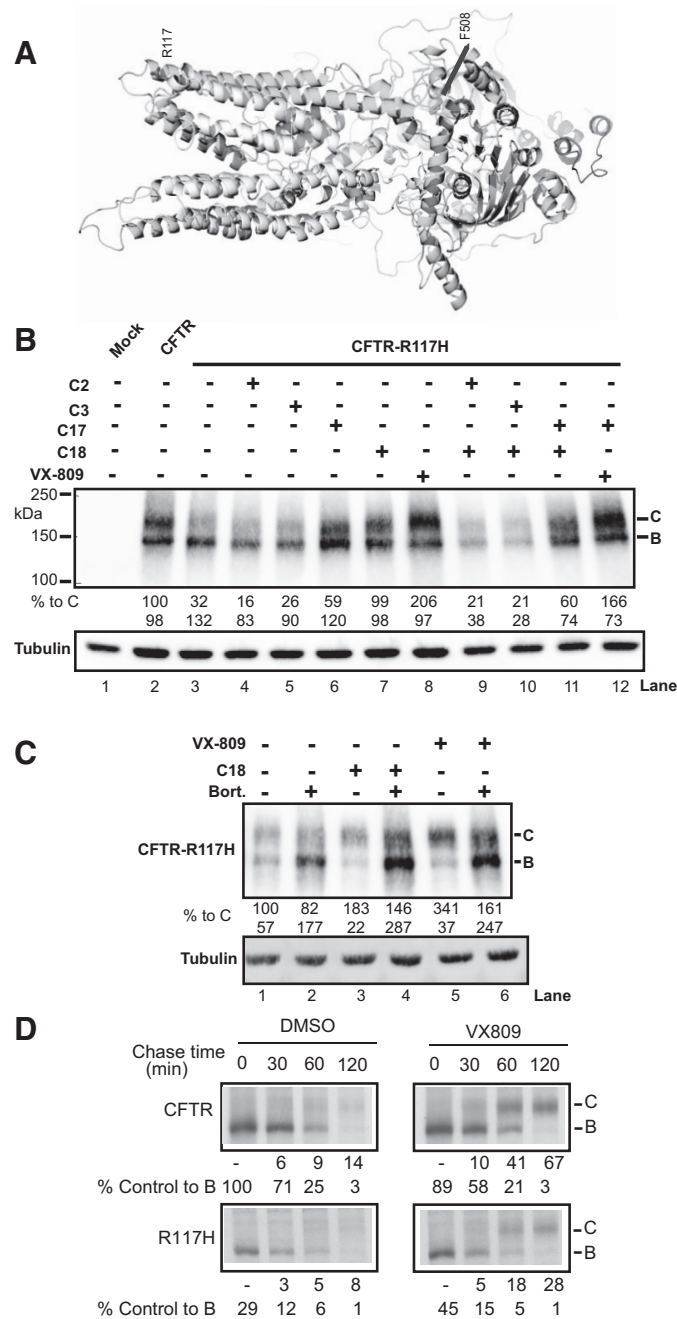 A
R117
F508
B
Mock
CFTR
CFTR-R117H
C2 - - - + - - - - + - - -
C3 - - - - + - - - - + - -
C17 - - - - - + - - - - + +
C18 - - - - - - + - + + + -
VX-809 - - - - - - - + - - - +
250
kDa
150
100
C
B
% to C 100 32 16 26 59 99 206 21 21 60 166
98 132 83 90 120 98 97 38 28 74 73
Tubulin
1 2 3 4 5 6 7 8 9 10 11 12 Lane
C
VX-809 - - - - + +
C18 - - + + - -
Bort. - + - + - +
CFTR-R117H
C
B
% to C 100 82 183 146 341 161
57 177 22 287 37 247
Tubulin
1 2 3 4 5 6 Lane
D
DMSO VX809
Chase time (min) 0 30 60 120 0 30 60 120
CFTR
C
B
- 6 9 14 - 10 41 67
% Control to B 100 71 25 3 89 58 21 3
R117H
C
B
- 3 5 8 - 5 18 28
% Control to B 29 12 6 1 45 15 5 1